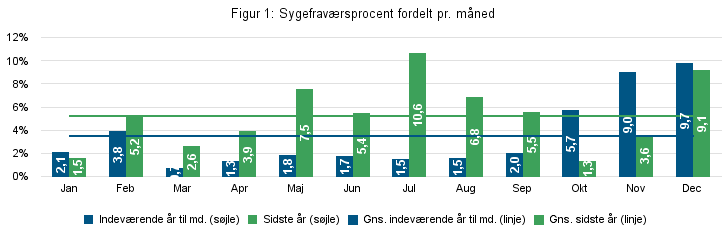 Figur 1: Sygefraværsprocent fordelt pr. måned
12%
10%
8%
6%
4%
2%
0%
2,1 1,5 3,8 5,2 0,7 2,6 1,3 3,9 1,8 7,5 1,7 5,4 1,5 10,6 1,5 6,8 2,0 5,5 5,7 1,3 9,0 3,6 9,7 9,1
Jan Feb Mar Apr Maj Jun Jul Aug Sep Okt Nov Dec
Indeværende år til md. (søjle) Sidste år (søjle) Gns. indeværende år til md. (linje) Gns. sidste år (linje)